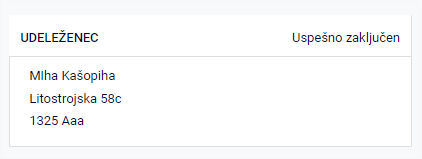 UDELEŽENEC Uspešno zaključen
MIha Kašopiha
Litostrojska 58c
1325 Aaa